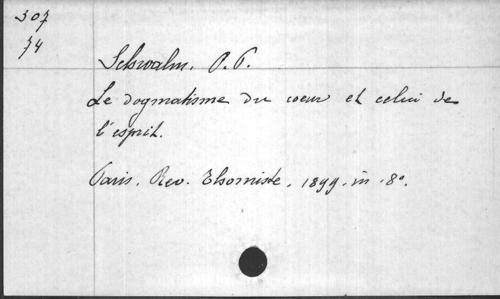 307
74
Schwalm, P.
Le dogmatisme du coeur et celui de
l'esprit.
Paris, Rev. Thomiste, 1899, in 8°.